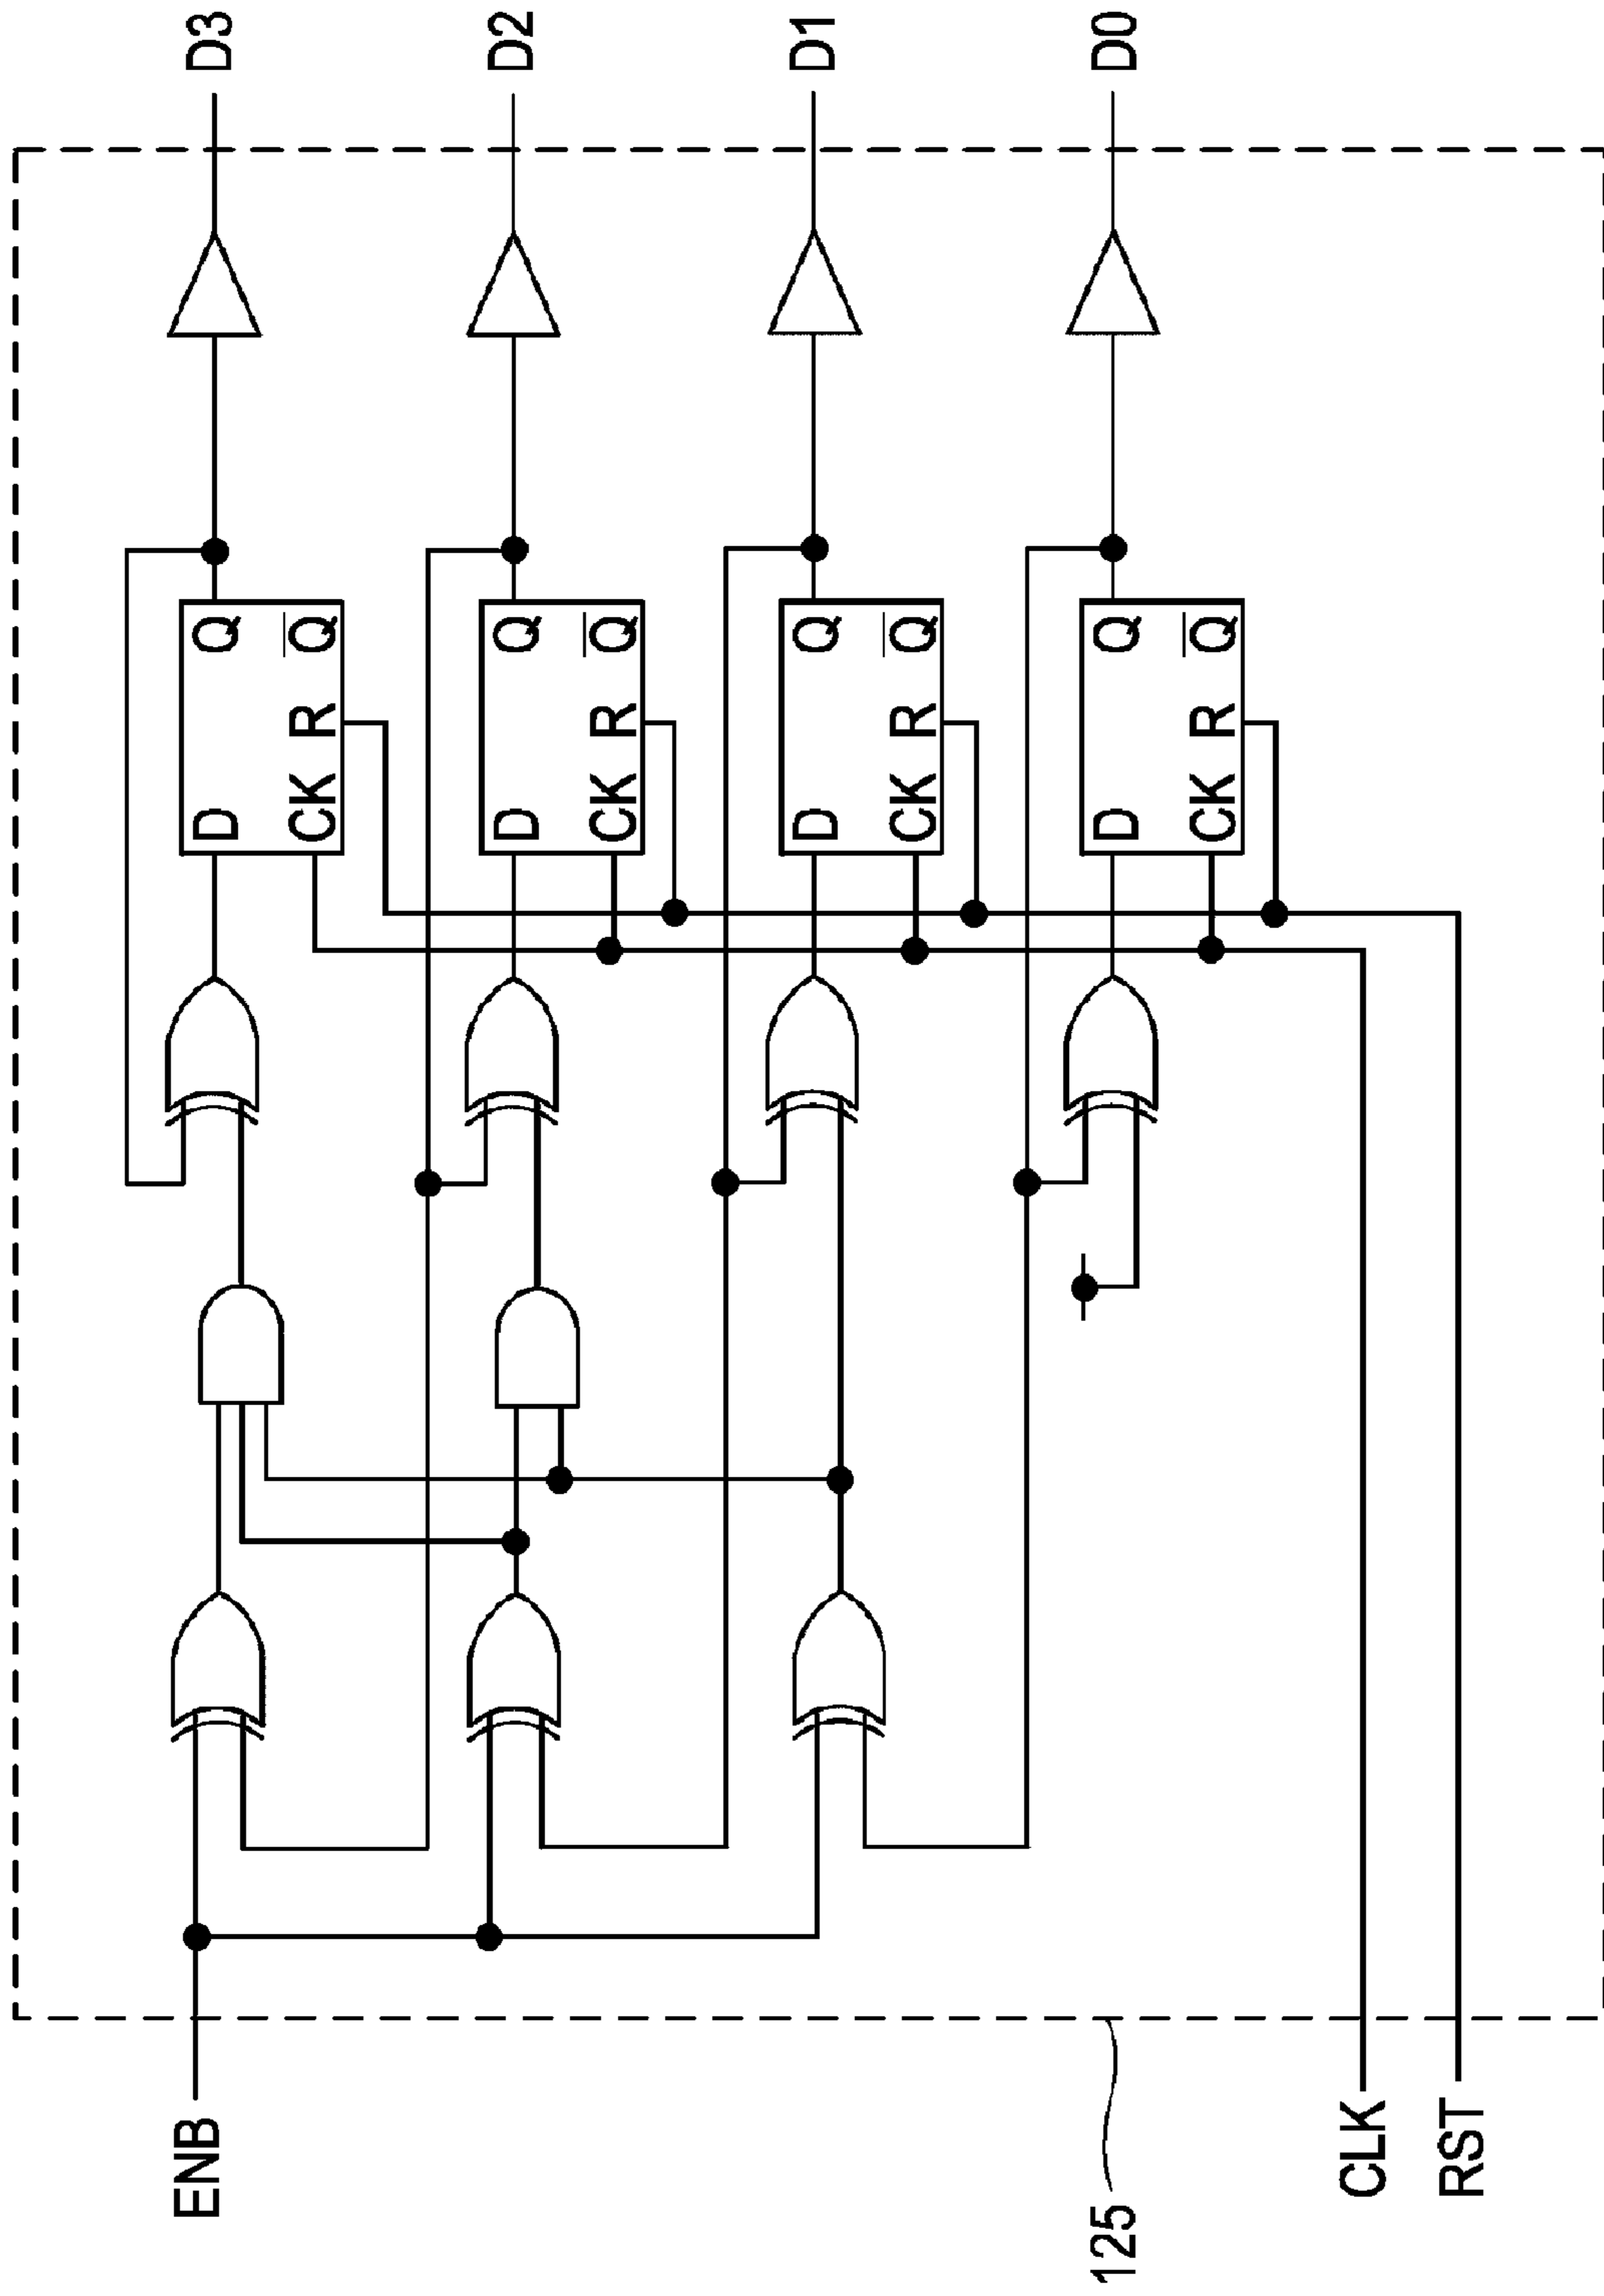 D3
D2
D1
D0
D Q
CK R Q̅
D Q
CK R Q̅
D Q
CK R Q̅
D Q
CK R Q̅
ENB
125
CLK
RST